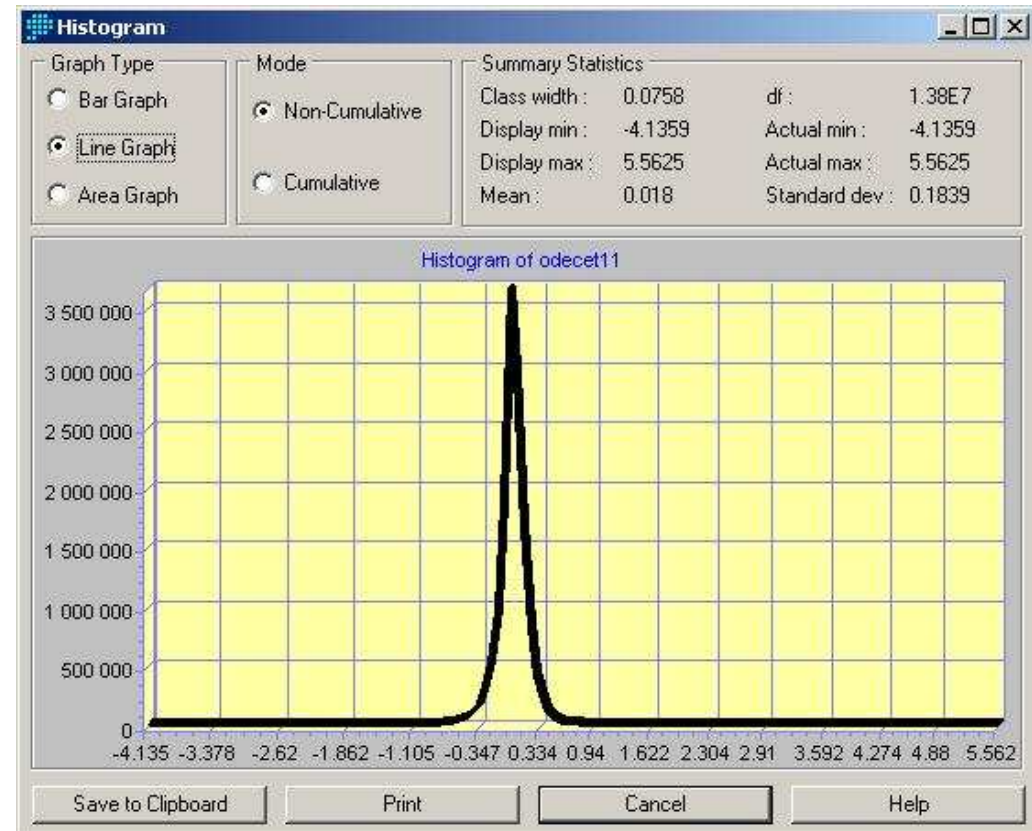 Histogram
Graph Type
Bar Graph
Line Graph
Area Graph
Mode
Non-Cumulative
Cumulative
Summary Statistics
Class width : 0.0758 df : 1.38E7
Display min : -4.1359 Actual min : -4.1359
Display max : 5.5625 Actual max : 5.5625
Mean : 0.018 Standard dev : 0.1839
Histogram of odecet11
3 500 000
3 000 000
2 500 000
2 000 000
1 500 000
1 000 000
500 000
0
-4.135 -3.378 -2.62 -1.862 -1.105 -0.347 0.334 0.94 1.622 2.304 2.91 3.592 4.274 4.88 5.562
Save to Clipboard Print Cancel Help